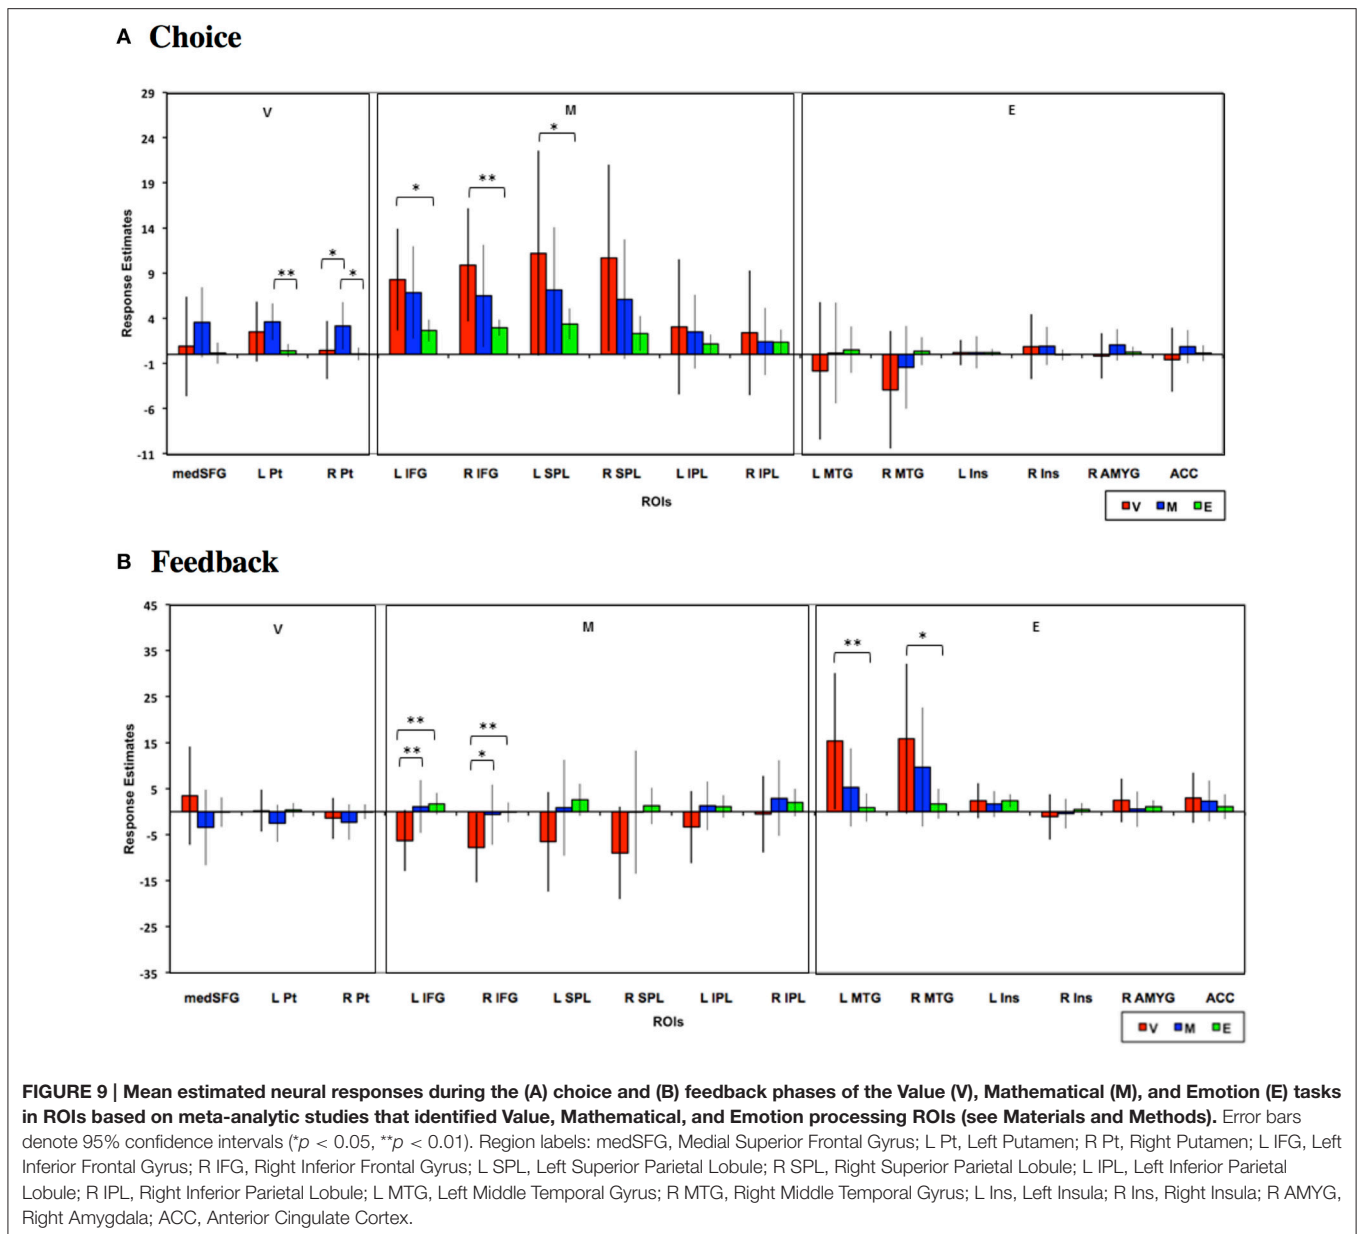 A Choice
29
24
19
14
9
4
-1
-6
-11
Response Estimates
V
M
E
**
*
*
*
**
*
medSFG L Pt R Pt L IFG R IFG L SPL R SPL L IPL R IPL L MTG R MTG L Ins R Ins R AMYG ACC
ROIs
V M E
B Feedback
45
35
25
15
5
-5
-15
-25
-35
Response Estimates
V
M
E
**
**
**
*
**
*
medSFG L Pt R Pt L IFG R IFG L SPL R SPL L IPL R IPL L MTG R MTG L Ins R Ins R AMYG ACC
ROIs
V M E
FIGURE 9 | Mean estimated neural responses during the (A) choice and (B) feedback phases of the Value (V), Mathematical (M), and Emotion (E) tasks
in ROIs based on meta-analytic studies that identified Value, Mathematical, and Emotion processing ROIs (see Materials and Methods). Error bars
denote 95% confidence intervals (*p < 0.05, **p < 0.01). Region labels: medSFG, Medial Superior Frontal Gyrus; L Pt, Left Putamen; R Pt, Right Putamen; L IFG, Left
Inferior Frontal Gyrus; R IFG, Right Inferior Frontal Gyrus; L SPL, Left Superior Parietal Lobule; R SPL, Right Superior Parietal Lobule; L IPL, Left Inferior Parietal
Lobule; R IPL, Right Inferior Parietal Lobule; L MTG, Left Middle Temporal Gyrus; R MTG, Right Middle Temporal Gyrus; L Ins, Left Insula; R Ins, Right Insula; R AMYG,
Right Amygdala; ACC, Anterior Cingulate Cortex.